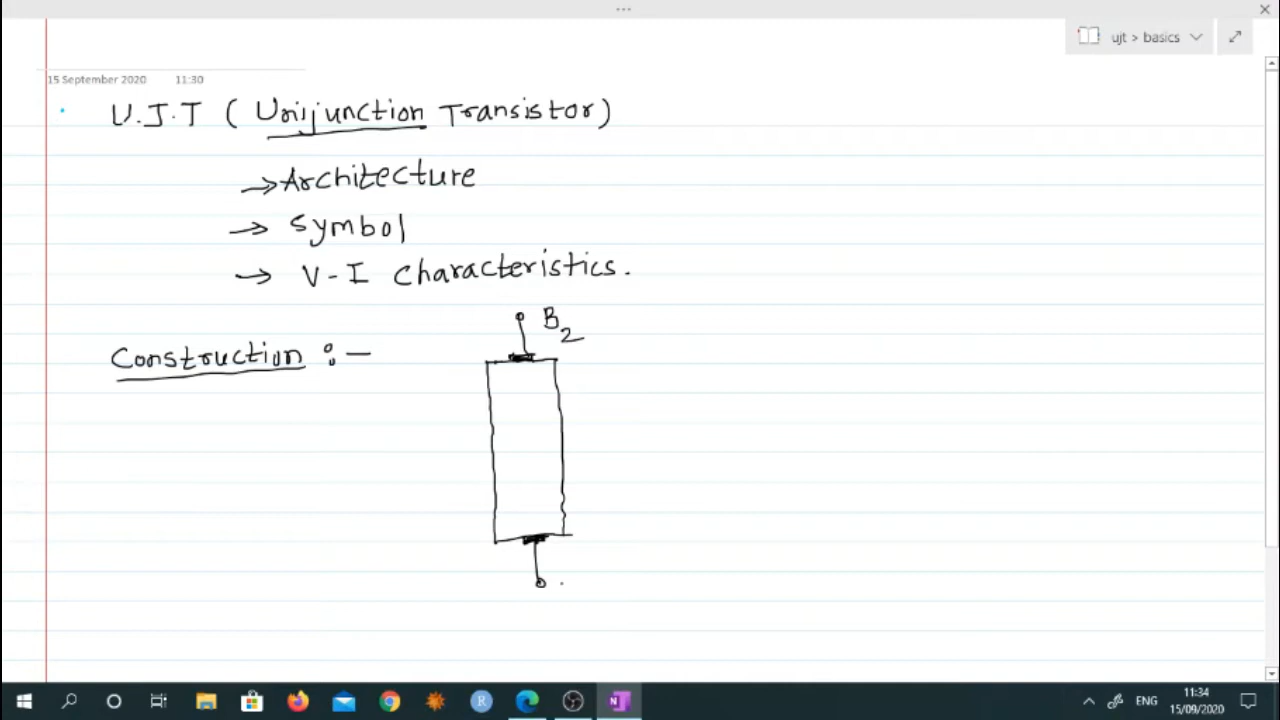 ujt > basics
15 September 2020 11:30
U.J.T ( Unijunction Transistor)
→ Architecture
→ Symbol
→ V-I Characteristics.
B2
Construction :-
ENG
11:34
15/09/2020